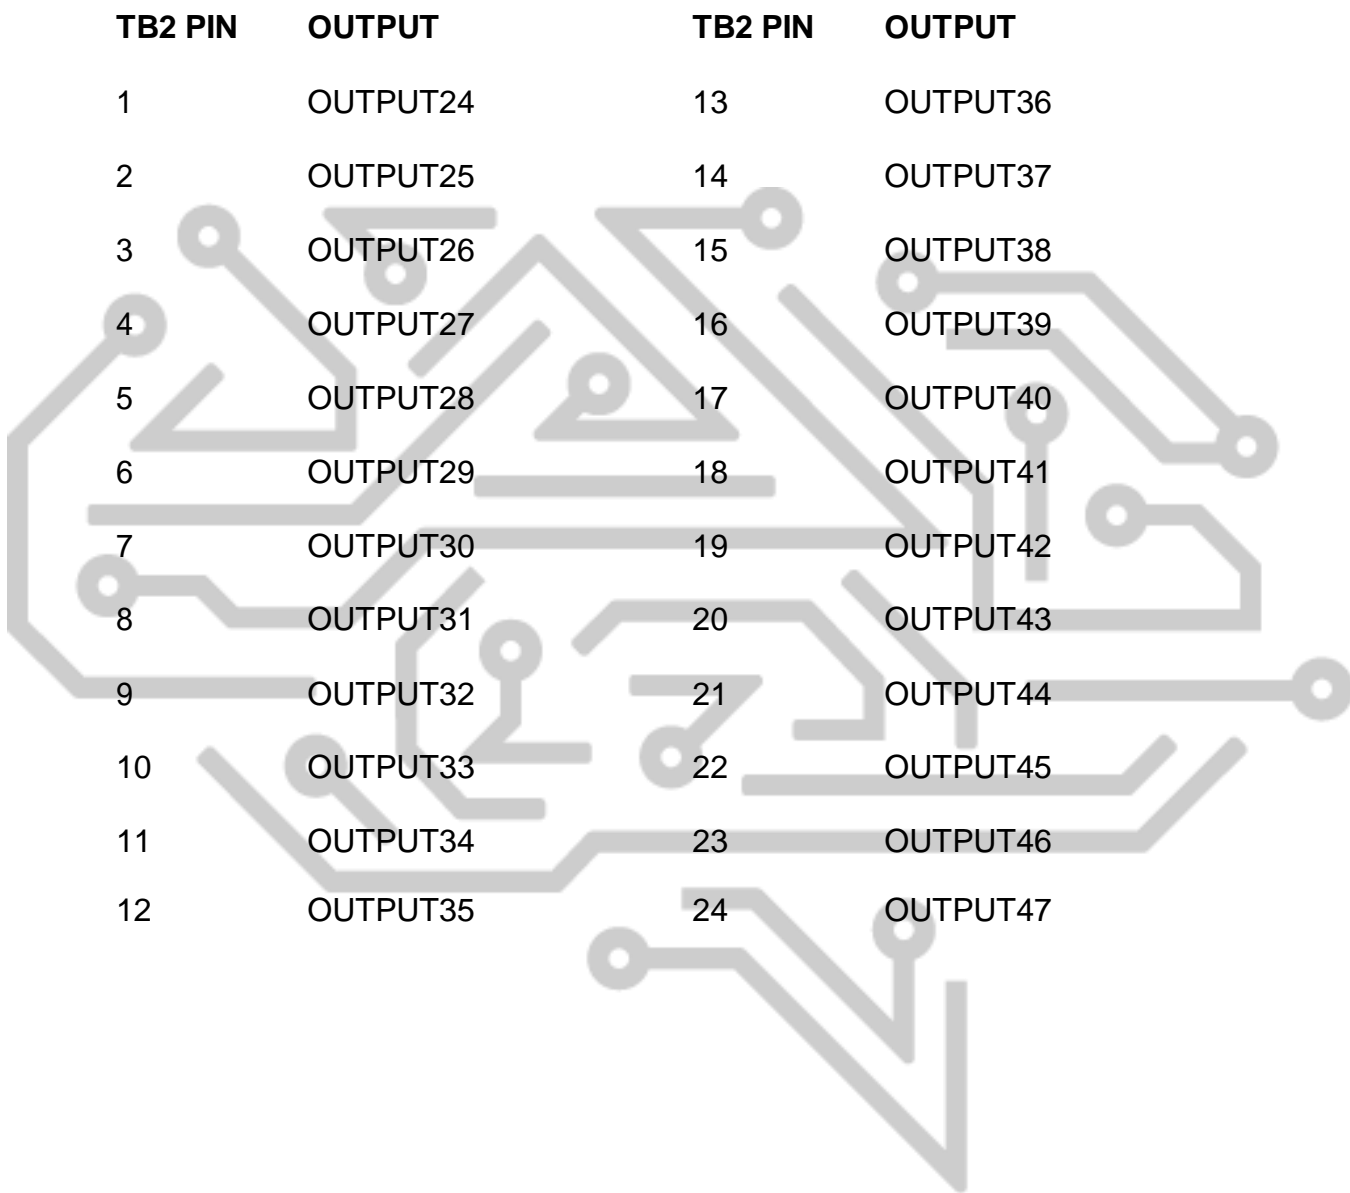 TB2 PIN OUTPUT TB2 PIN OUTPUT
1 OUTPUT24 13 OUTPUT36
2 OUTPUT25 14 OUTPUT37
3 OUTPUT26 15 OUTPUT38
4 OUTPUT27 16 OUTPUT39
5 OUTPUT28 17 OUTPUT40
6 OUTPUT29 18 OUTPUT41
7 OUTPUT30 19 OUTPUT42
8 OUTPUT31 20 OUTPUT43
9 OUTPUT32 21 OUTPUT44
10 OUTPUT33 22 OUTPUT45
11 OUTPUT34 23 OUTPUT46
12 OUTPUT35 24 OUTPUT47